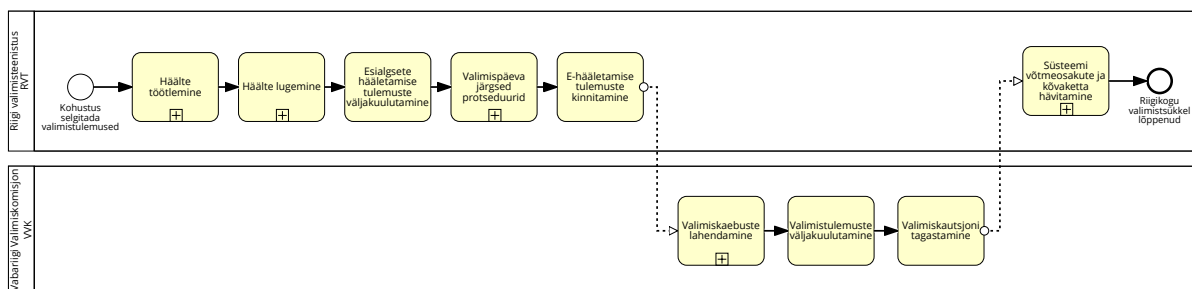 Riigi valimisteenistus
RVT
Kohustus
selgitada
valimistulemused
Häälte
töötlemine
Häälte lugemine
Esialgsete
hääletamise
tulemuste
väljakuulutamine
Valimispäeva
järgsed
protseduurid
E-hääletamise
tulemuste
kinnitamine
Süsteemi
võtmeosakute ja
kõvaketta
hävitamine
Riigikogu
valimistsükkel
lõppenud
Vabariigi Valimiskomisjon
VVK
Valimiskaebuste
lahendamine
Valimistulemuste
väljakuulutamine
Valimiskautsjoni
tagastamine